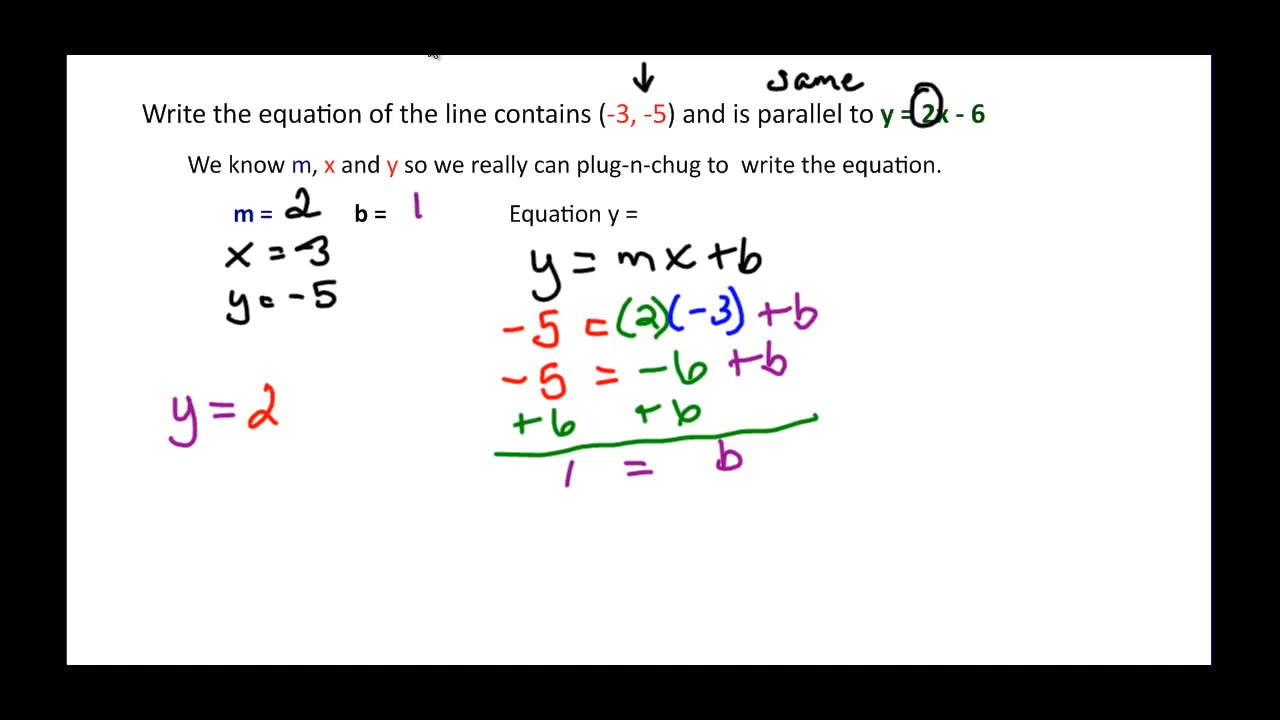 same
Write the equation of the line contains (-3, -5) and is parallel to y = 2x - 6
We know m, x and y so we really can plug-n-chug to write the equation.
m = 2 b = 1 Equation y =
x = -3
y = -5
y = mx + b
-5 = (2)(-3) + b
-5 = -6 + b
+6 +6
1 = b
y = 2